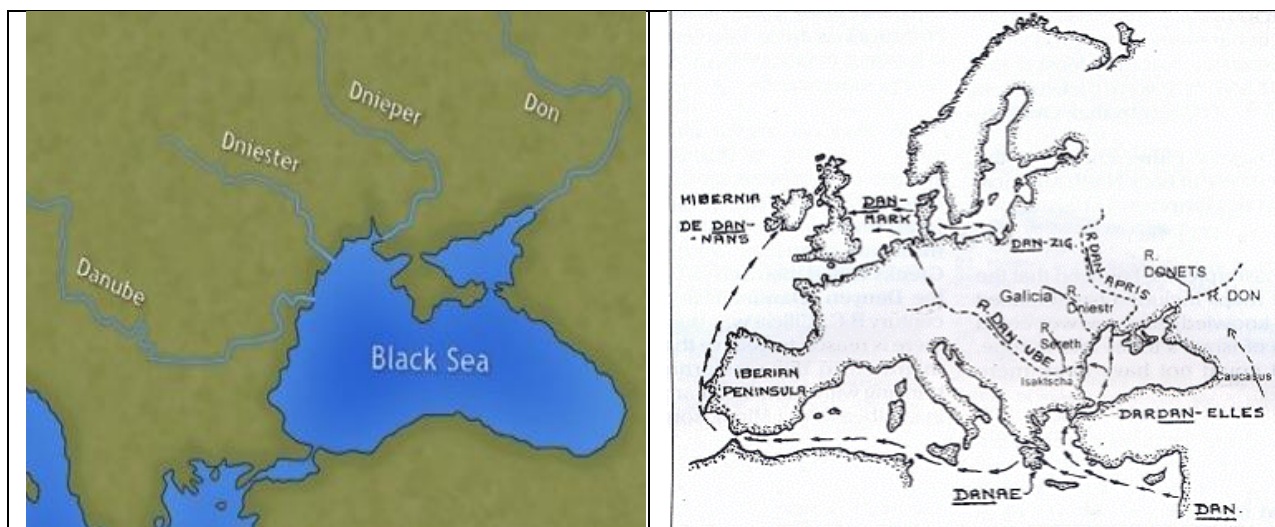 Dnieper
Don
Dniester
Danube
Black Sea
HIBERNIA
DE DAN-
NANS
DAN-
MARK
DAN-ZIG.
R DAN-APRIS
R.
DONETS
R. DON
Galicia
R.
Dniestr
R.
Sereth
DAN-UBE
Isaktscha
R.
Caucasus
IBERIAN
PENINSULA
DARDAN-ELLES
DANAE
DAN.